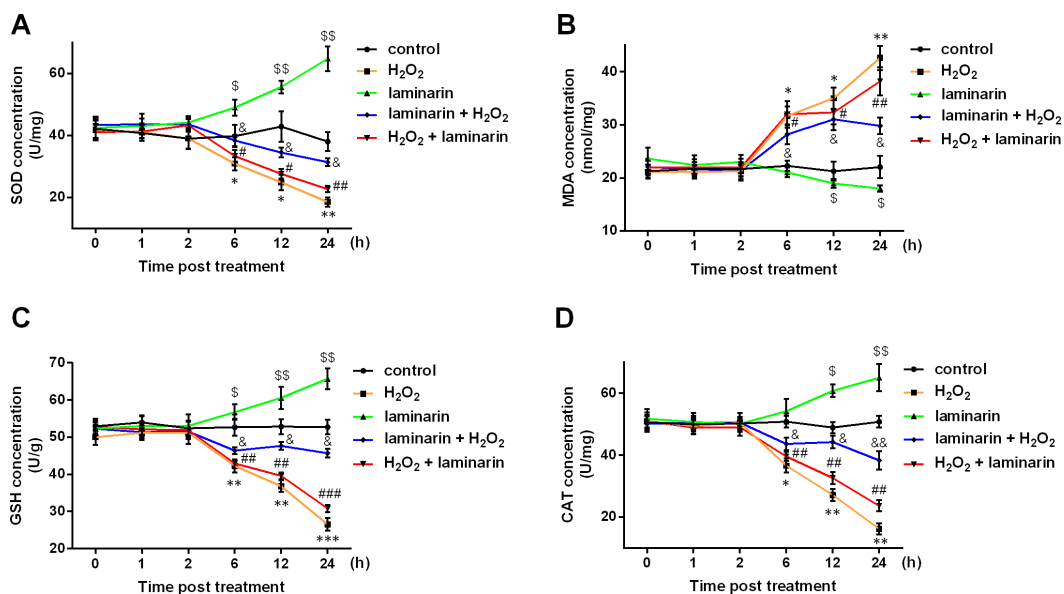 A
SOD concentration
(U/mg)
60
40
20
0 1 2 6 12 24 (h)
Time post treatment
$ $$ $$
& & &
# # ##
* * **
control
H₂O₂
laminarin
laminarin + H₂O₂
H₂O₂ + laminarin
B
MDA concentration
(nmol/mg)
40
30
20
10
0 1 2 6 12 24 (h)
Time post treatment
* * **
# # ##
& & &
$ $
control
H₂O₂
laminarin
laminarin + H₂O₂
H₂O₂ + laminarin
C
GSH concentration
(U/g)
70
60
50
40
30
20
0 1 2 6 12 24 (h)
Time post treatment
$ $$ $$
& & &
## ## ###
** ** ***
control
H₂O₂
laminarin
laminarin + H₂O₂
H₂O₂ + laminarin
D
CAT concentration
(U/mg)
60
40
20
0 1 2 6 12 24 (h)
Time post treatment
$ $$
& & &&
## ## ##
* ** **
control
H₂O₂
laminarin
laminarin + H₂O₂
H₂O₂ + laminarin